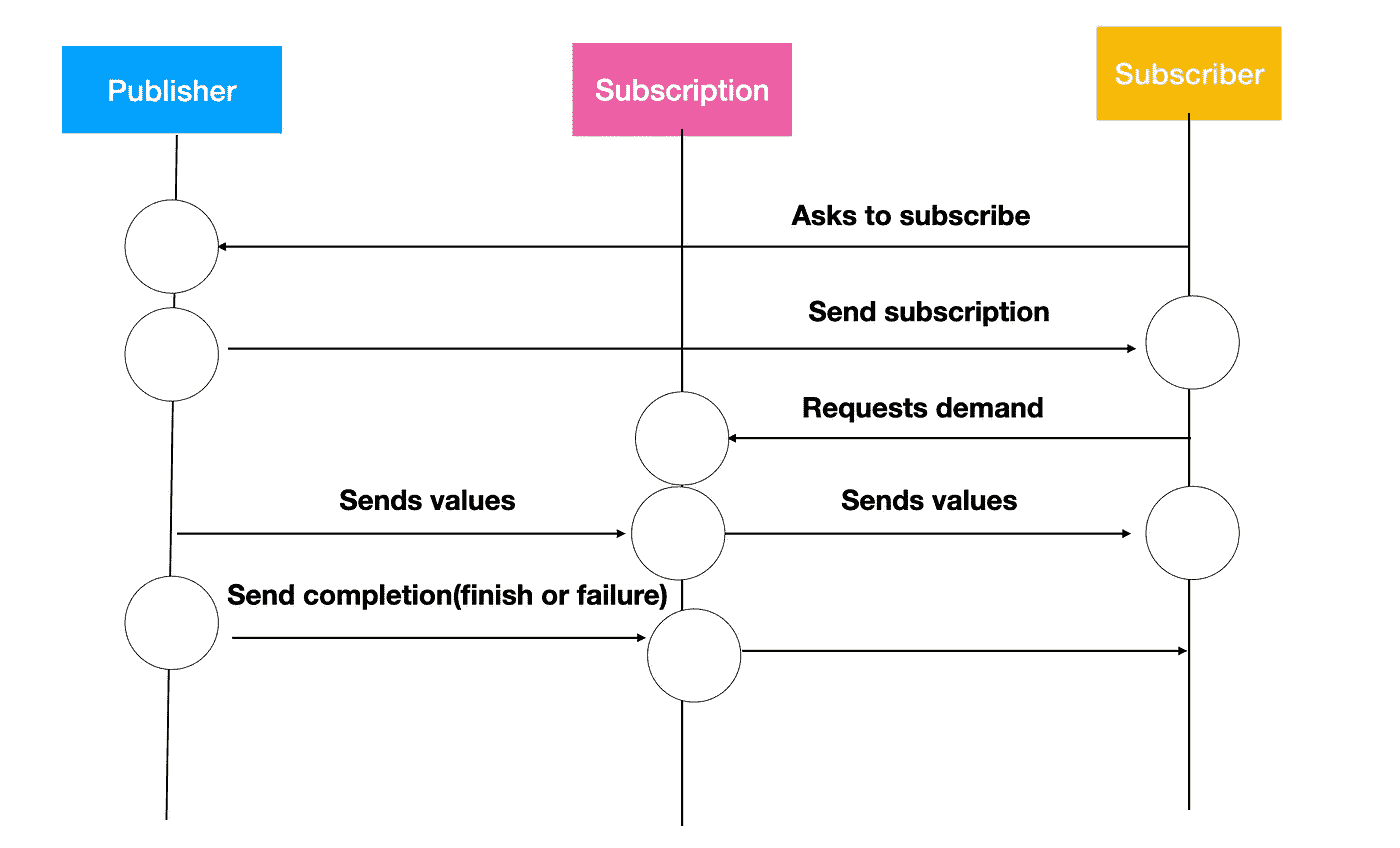 Publisher
Subscription
Subscriber
Asks to subscribe
Send subscription
Requests demand
Sends values
Sends values
Send completion(finish or failure)